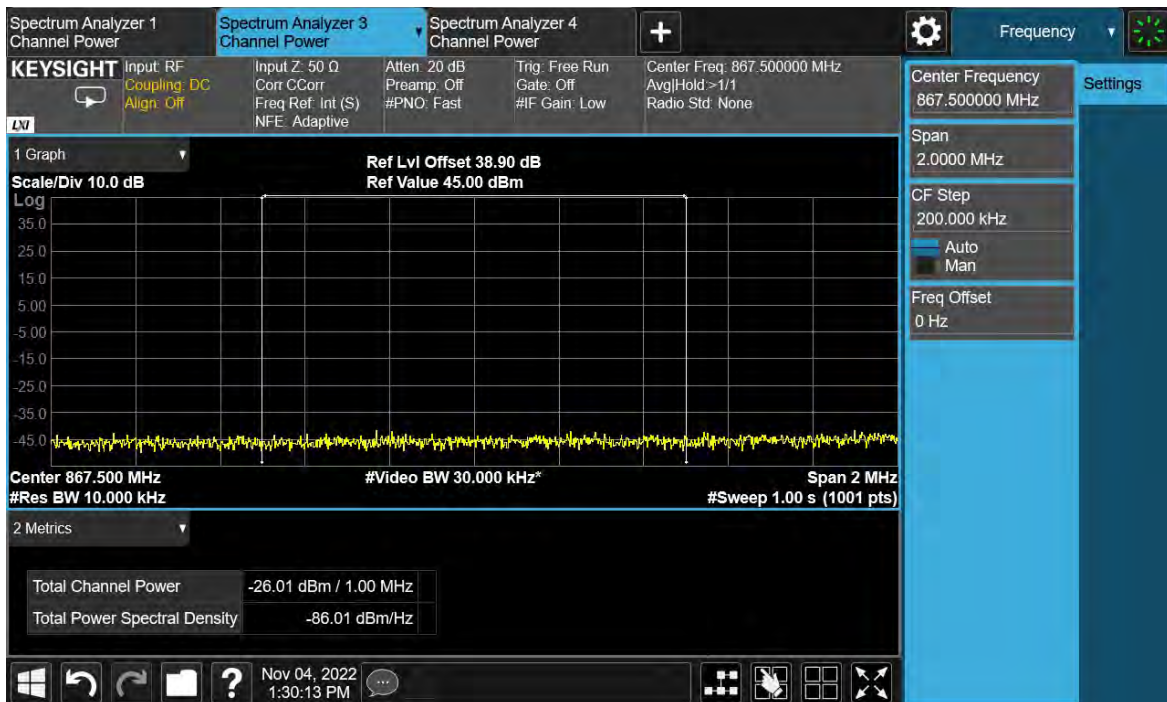 Spectrum Analyzer 1
Channel Power
Spectrum Analyzer 3
Channel Power
Spectrum Analyzer 4
Channel Power
Frequency
KEYSIGHT
LXI
Input: RF
Coupling: DC
Align: Off
Input Z: 50 Ω
Corr CCorr
Freq Ref: Int (S)
NFE: Adaptive
Atten: 20 dB
Preamp: Off
#PNO: Fast
Trig: Free Run
Gate: Off
#IF Gain: Low
Center Freq: 867.500000 MHz
Avg|Hold:>1/1
Radio Std: None
Center Frequency
867.500000 MHz
Settings
Span
2.0000 MHz
CF Step
200.000 kHz
Auto
Man
Freq Offset
0 Hz
1 Graph
Scale/Div 10.0 dB
Ref Lvl Offset 38.90 dB
Ref Value 45.00 dBm
Log
35.0
25.0
15.0
5.00
-5.00
-15.0
-25.0
-35.0
-45.0
Center 867.500 MHz
#Video BW 30.000 kHz*
Span 2 MHz
#Res BW 10.000 kHz
#Sweep 1.00 s (1001 pts)
2 Metrics
Total Channel Power -26.01 dBm / 1.00 MHz
Total Power Spectral Density -86.01 dBm/Hz
?
Nov 04, 2022
1:30:13 PM